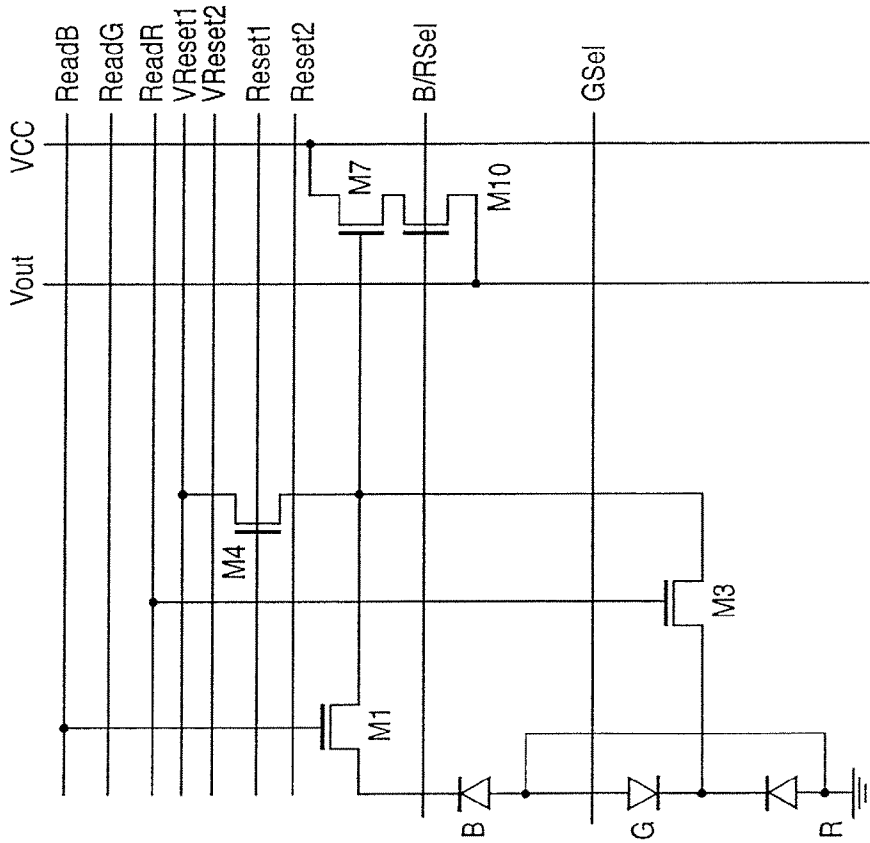 ReadB
ReadG
ReadR
VReset1
VReset2
Reset1
Reset2
B/RSel
GSel
VCC
Vout
M7
M10
M4
M3
M1
B
G
R